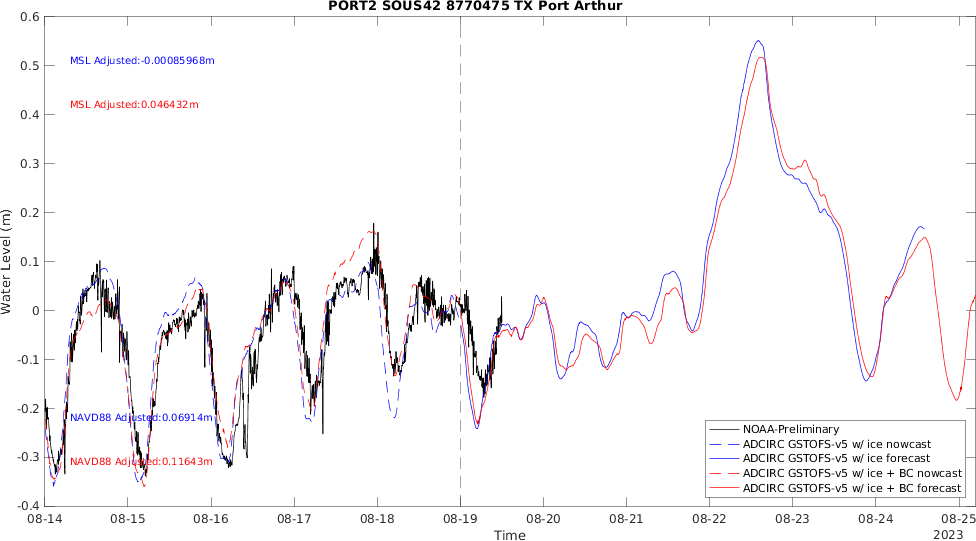 PORT2 SOUS42 8770475 TX Port Arthur
0.6
0.5
0.4
0.3
0.2
0.1
0
-0.1
-0.2
-0.3
-0.4
Water Level (m)
MSL Adjusted:-0.00085968m
MSL Adjusted:0.046432m
NAVD88 Adjusted:0.06914m
NAVD88 Adjusted:0.11643m
NOAA-Preliminary
ADCIRC GSTOFS-v5 w/ ice nowcast
ADCIRC GSTOFS-v5 w/ ice forecast
ADCIRC GSTOFS-v5 w/ ice + BC nowcast
ADCIRC GSTOFS-v5 w/ ice + BC forecast
08-14 08-15 08-16 08-17 08-18 08-19 08-20 08-21 08-22 08-23 08-24 08-25
Time
2023